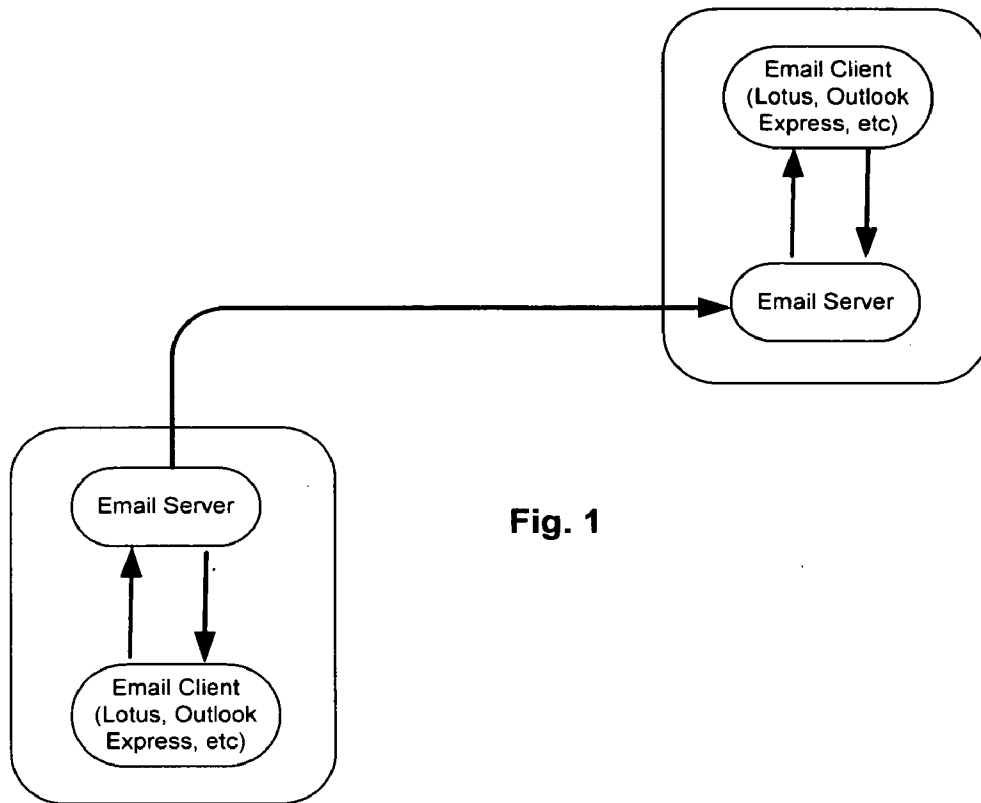 Email Client
(Lotus, Outlook
Express, etc)
Email Server
Email Server
Fig. 1
Email Client
(Lotus, Outlook
Express, etc)